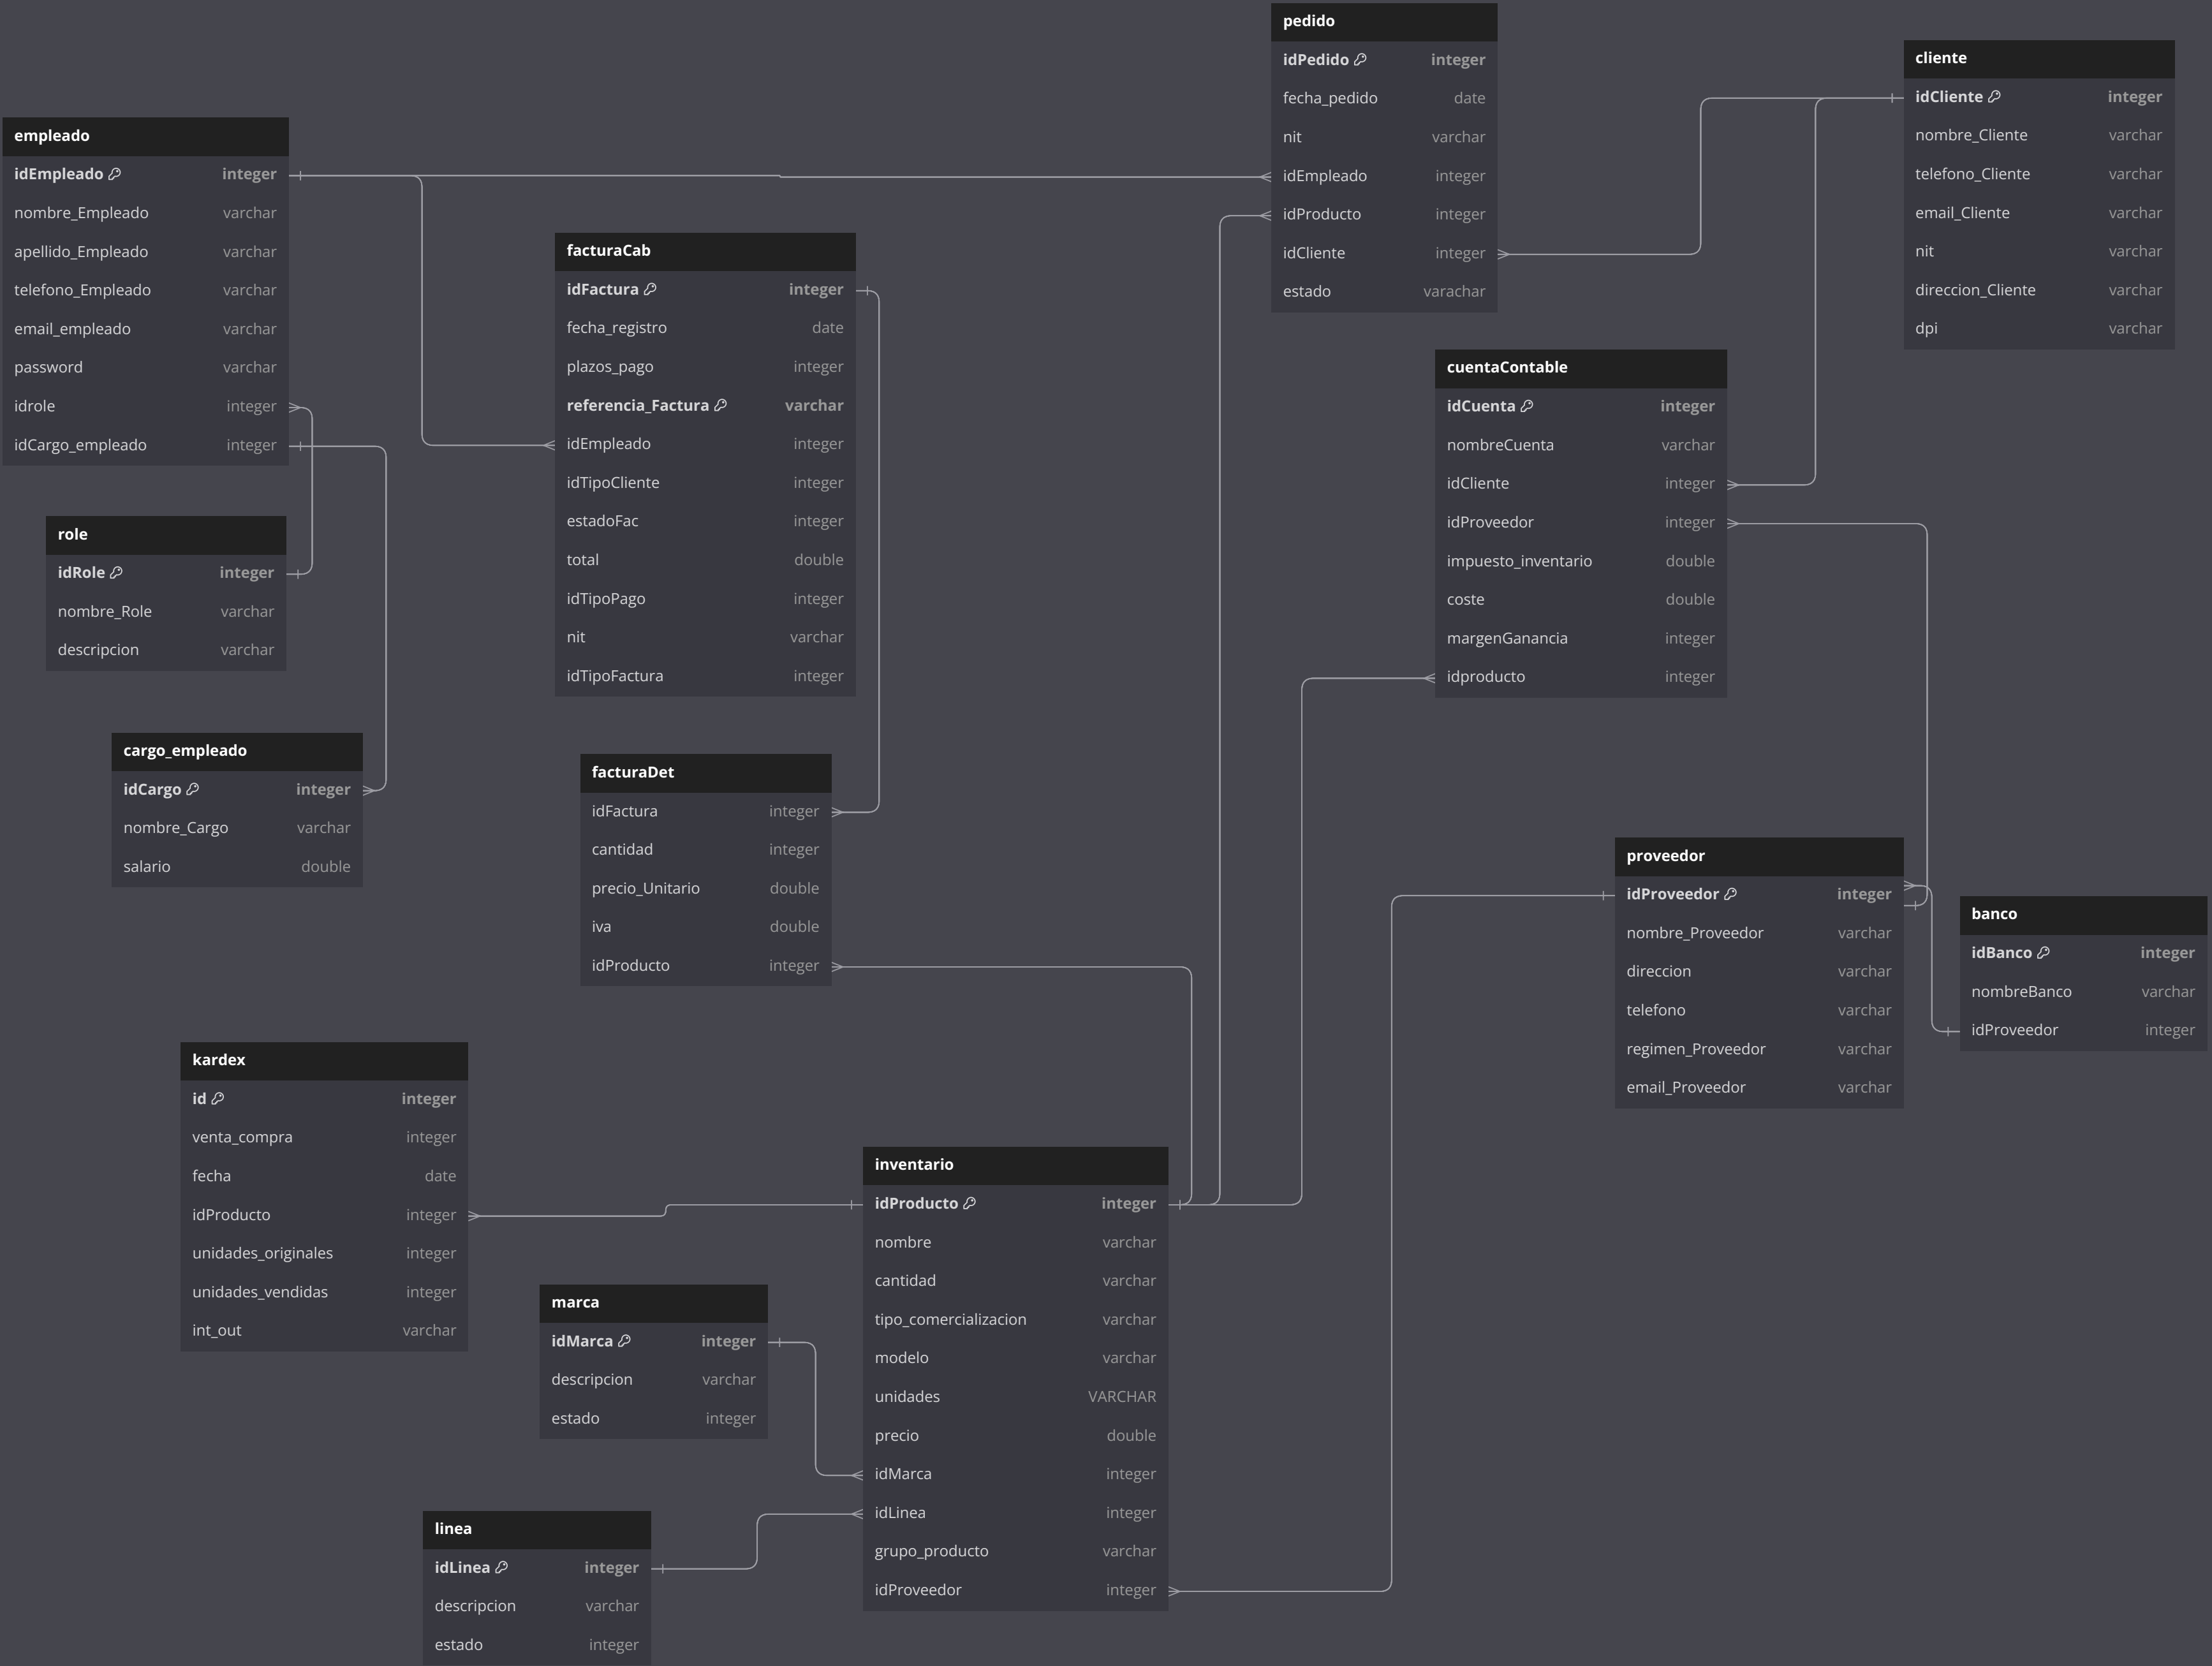 pedido
idPedido integer
fecha_pedido date
nit varchar
idEmpleado integer
idProducto integer
idCliente integer
estado varachar
cliente
idCliente integer
nombre_Cliente varchar
telefono_Cliente varchar
email_Cliente varchar
nit varchar
direccion_Cliente varchar
dpi varchar
empleado
idEmpleado integer
nombre_Empleado varchar
apellido_Empleado varchar
telefono_Empleado varchar
email_empleado varchar
password varchar
idrole integer
idCargo_empleado integer
facturaCab
idFactura integer
fecha_registro date
plazos_pago integer
referencia_Factura varchar
idEmpleado integer
idTipoCliente integer
estadoFac integer
total double
idTipoPago integer
nit varchar
idTipoFactura integer
cuentaContable
idCuenta integer
nombreCuenta varchar
idCliente integer
idProveedor integer
impuesto_inventario double
coste double
margenGanancia integer
idproducto integer
role
idRole integer
nombre_Role varchar
descripcion varchar
cargo_empleado
idCargo integer
nombre_Cargo varchar
salario double
facturaDet
idFactura integer
cantidad integer
precio_Unitario double
iva double
idProducto integer
proveedor
idProveedor integer
nombre_Proveedor varchar
direccion varchar
telefono varchar
regimen_Proveedor varchar
email_Proveedor varchar
banco
idBanco integer
nombreBanco varchar
idProveedor integer
kardex
id integer
venta_compra integer
fecha date
idProducto integer
unidades_originales integer
unidades_vendidas integer
int_out varchar
inventario
idProducto integer
nombre varchar
cantidad varchar
tipo_comercializacion varchar
modelo varchar
unidades VARCHAR
precio double
idMarca integer
idLinea integer
grupo_producto varchar
idProveedor integer
marca
idMarca integer
descripcion varchar
estado integer
linea
idLinea integer
descripcion varchar
estado integer